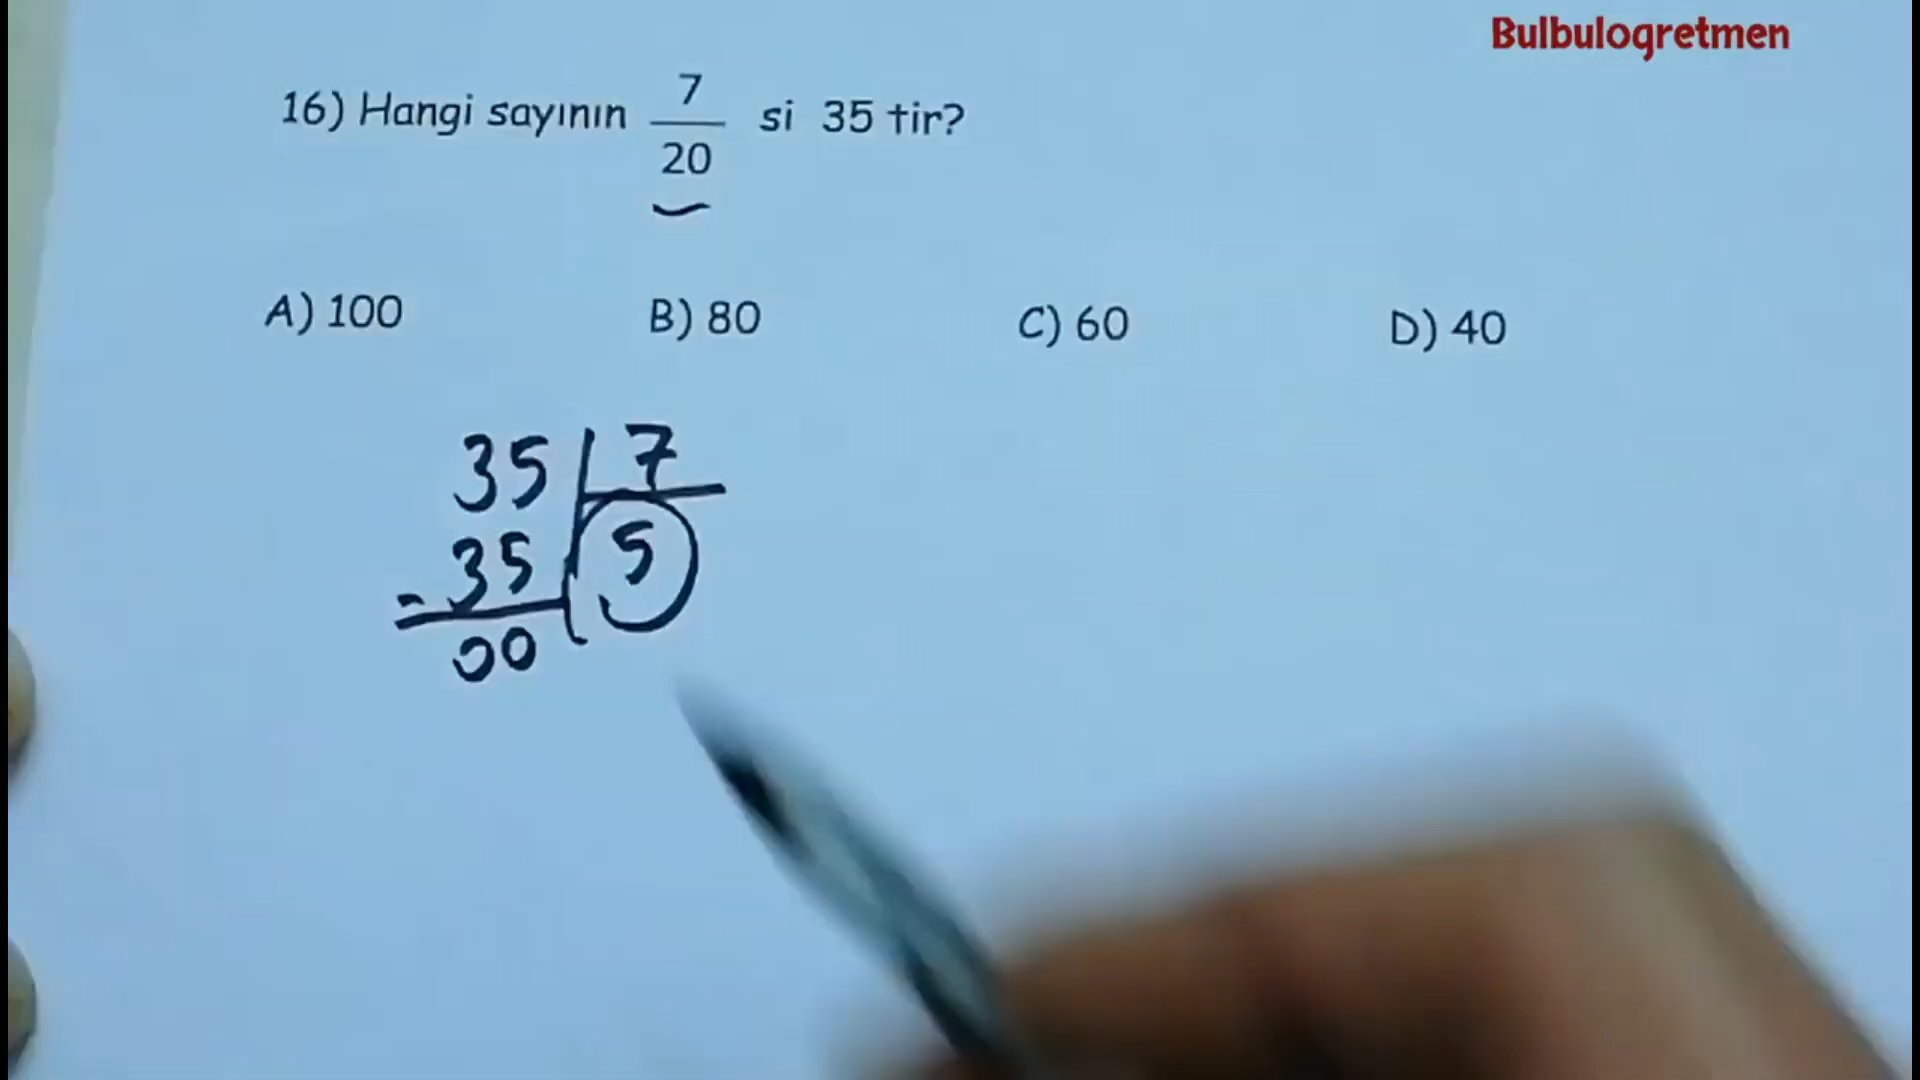 Bulbulogretmen
16) Hangi sayının 7/20 si 35 tir?
A) 100 B) 80 C) 60 D) 40
35 7
- 35 5
00